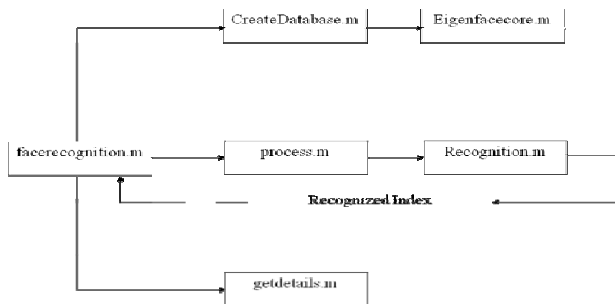 CreateDatabase.m
Eigenfacecore.m
facerecognition.m
process.m
Recognition.m
Recognized Index
getdetails.m